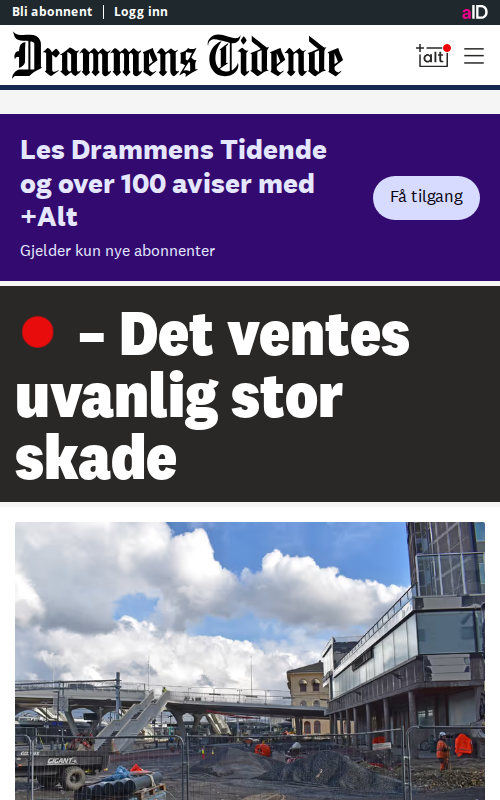 Bli abonnent | Logg inn
aID
Drammens Tidende
+alt
Les Drammens Tidende
og over 100 aviser med
+Alt
Få tilgang
Gjelder kun nye abonnenter
– Det ventes
uvanlig stor
skade
GIGANT